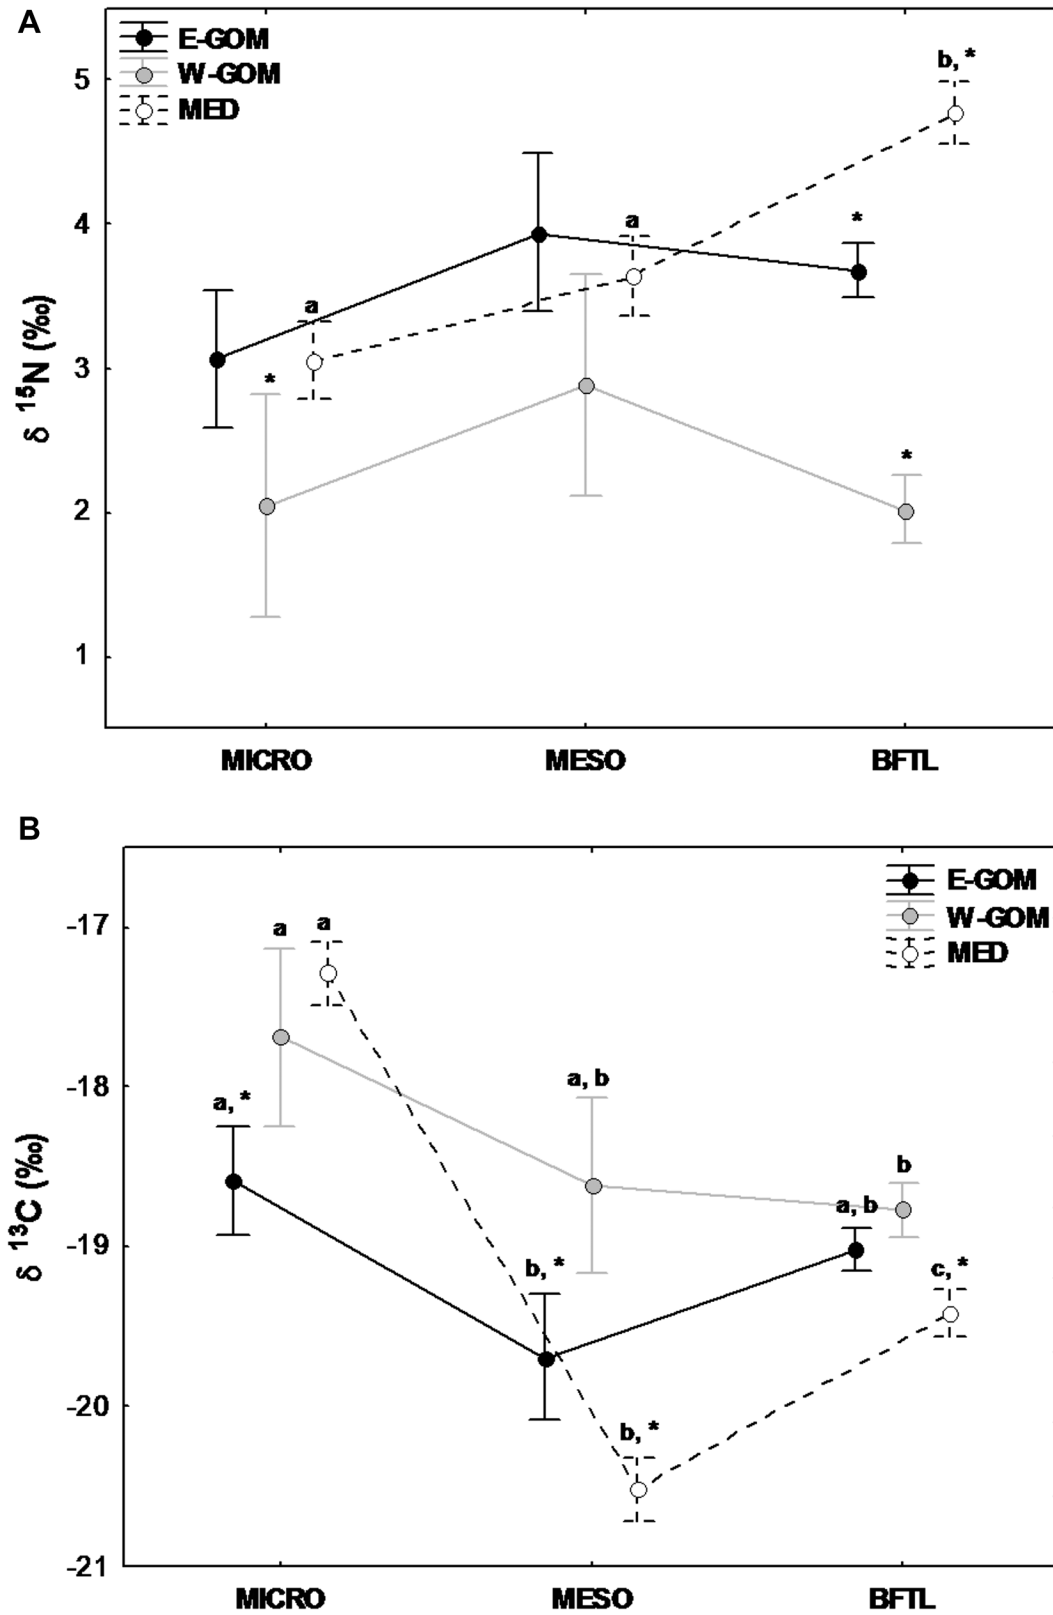 A
E-GOM
W-GOM
MED
b, *
5
4
3
2
1
δ ¹⁵N (‰)
a
*
a
*
*
MICRO MESO BFTL
B
E-GOM
W-GOM
MED
-17
-18
-19
-20
-21
δ ¹³C (‰)
a a
a, *
a, b
b
a, b
b, *
c, *
b, *
MICRO MESO BFTL